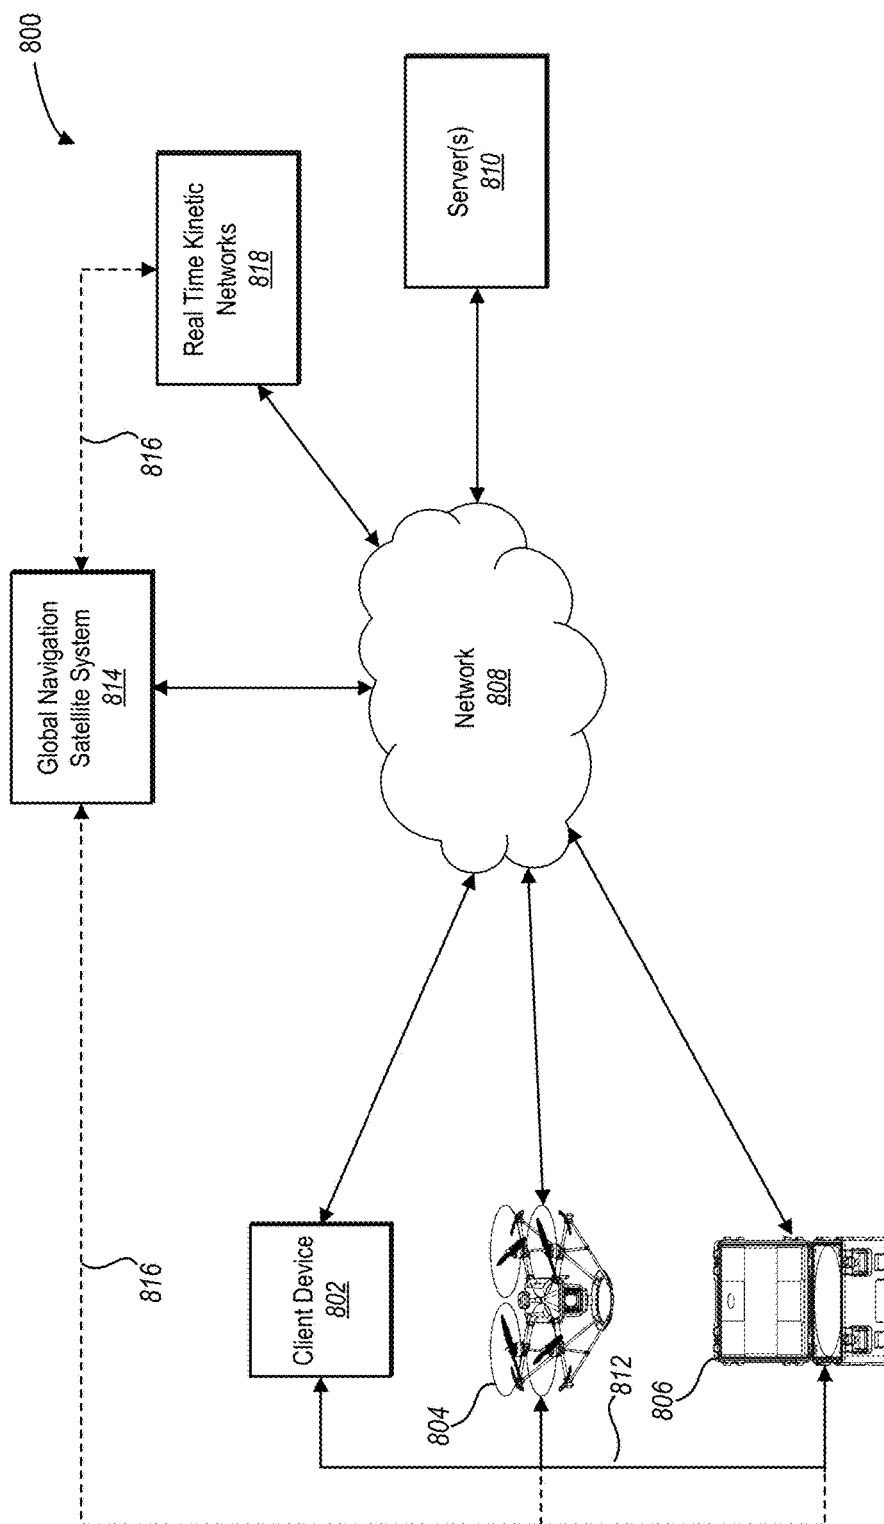 800
Real Time Kinetic
Networks
818
Server(s)
810
816
Global Navigation
Satellite System
814
Network
808
816
Client Device
802
804
812
806